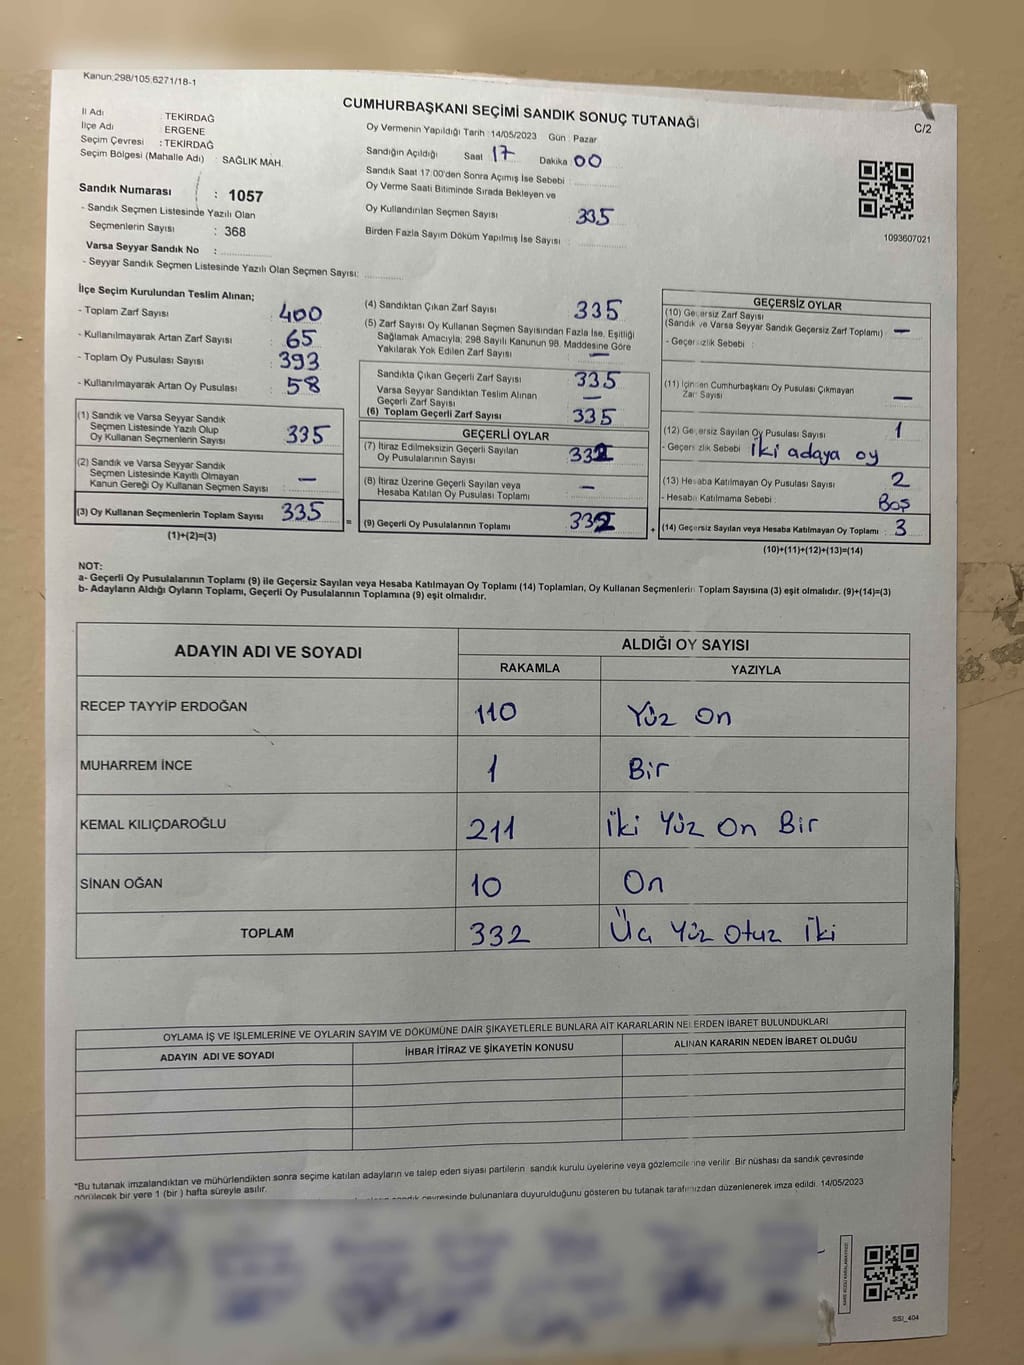 Kanun:298/105:6271/18-1
CUMHURBAŞKANI SEÇİMİ SANDIK SONUÇ TUTANAĞI
C/2
İl Adı : TEKİRDAĞ
İlçe Adı : ERGENE
Seçim Çevresi : TEKİRDAĞ
Seçim Bölgesi (Mahalle Adı) : SAĞLIK MAH.
Sandık Numarası : 1057
- Sandık Seçmen Listesinde Yazılı Olan
Seçmenlerin Sayısı : 368
Varsa Seyyar Sandık No :
- Seyyar Sandık Seçmen Listesinde Yazılı Olan Seçmen Sayısı:
Oy Vermenin Yapıldığı Tarih : 14/05/2023 Gün : Pazar
Sandığın Açıldığı Saat 17 Dakika 00
Sandık Saat 17:00'den Sonra Açımış İse Sebebi :
Oy Verme Saati Bitiminde Sırada Bekleyen ve
Oy Kullandırılan Seçmen Sayısı 335
Birden Fazla Sayım Döküm Yapılmış İse Sayısı :
1093607021
İlçe Seçim Kurulundan Teslim Alınan;
- Toplam Zarf Sayısı : 400
- Kullanılmayarak Artan Zarf Sayısı : 65
- Toplam Oy Pusulası Sayısı : 393
- Kullanılmayarak Artan Oy Pusulası : 58
(1) Sandık ve Varsa Seyyar Sandık
Seçmen Listesinde Yazılı Olup
Oy Kullanan Seçmenlerin Sayısı 335
(2) Sandık ve Varsa Seyyar Sandık
Seçmen Listesinde Kayıtlı Olmayan
Kanun Gereği Oy Kullanan Seçmen Sayısı : —
(3) Oy Kullanan Seçmenlerin Toplam Sayısı 335
(1)+(2)=(3)
=
(4) Sandıktan Çıkan Zarf Sayısı 335
(5) Zarf Sayısı Oy Kullanan Seçmen Sayısından Fazla İse, Eşitliği
Sağlamak Amacıyla; 298 Sayılı Kanunun 98. Maddesine Göre
Yakılarak Yok Edilen Zarf Sayısı —
Sandıkta Çıkan Geçerli Zarf Sayısı 335
Varsa Seyyar Sandıktan Teslim Alınan
Geçerli Zarf Sayısı —
(6) Toplam Geçerli Zarf Sayısı 335
GEÇERLİ OYLAR
(7) İtiraz Edilmeksizin Geçerli Sayılan
Oy Pusulalarının Sayısı 332
(8) İtiraz Üzerine Geçerli Sayılan veya
Hesaba Katılan Oy Pusulası Toplamı —
(9) Geçerli Oy Pusulalarının Toplamı 332
+
GEÇERSİZ OYLAR
(10) Geçersiz Zarf Sayısı
(Sandık ve Varsa Seyyar Sandık Geçersiz Zarf Toplamı) —
- Geçersizlik Sebebi :
(11) İçinden Cumhurbaşkanı Oy Pusulası Çıkmayan
Zarf Sayısı —
(12) Geçersiz Sayılan Oy Pusulası Sayısı 1
- Geçersizlik Sebebi iki adaya oy
(13) Hesaba Katılmayan Oy Pusulası Sayısı 2
- Hesaba Katılmama Sebebi : Boş
(14) Geçersiz Sayılan veya Hesaba Katılmayan Oy Toplamı 3
(10)+(11)+(12)+(13)=(14)
NOT:
a- Geçerli Oy Pusulalarının Toplamı (9) ile Geçersiz Sayılan veya Hesaba Katılmayan Oy Toplamı (14) Toplamları, Oy Kullanan Seçmenlerin Toplam Sayısına (3) eşit olmalıdır. (9)+(14)=(3)
b- Adayların Aldığı Oyların Toplamı, Geçerli Oy Pusulalarının Toplamına (9) eşit olmalıdır.
ADAYIN ADI VE SOYADI
ALDIĞI OY SAYISI
RAKAMLA YAZIYLA
RECEP TAYYİP ERDOĞAN 110 Yüz On
MUHARREM İNCE 1 Bir
KEMAL KILIÇDAROĞLU 211 İki Yüz On Bir
SİNAN OĞAN 10 On
TOPLAM 332 Üç Yüz Otuz İki
OYLAMA İŞ VE İŞLEMLERİNE VE OYLARIN SAYIM VE DÖKÜMÜNE DAİR ŞİKAYETLERLE BUNLARA AİT KARARLARIN NELERDEN İBARET BULUNDUKLARI
ADAYIN ADI VE SOYADI İHBAR İTİRAZ VE ŞİKAYETİN KONUSU ALINAN KARARIN NEDEN İBARET OLDUĞU
*Bu tutanak imzalandıktan ve mühürlendikten sonra seçime katılan adayların ve talep eden siyasi partilerin sandık kurulu üyelerine veya gözlemcilerine verilir. Bir nüshası da sandık çevresinde
görülecek bir yere 1 (bir ) hafta süreyle asılır.
sandık çevresinde bulunanlara duyurulduğunu gösteren bu tutanak tarafımızdan düzenlenerek imza edildi. 14/05/2023
SSI_404